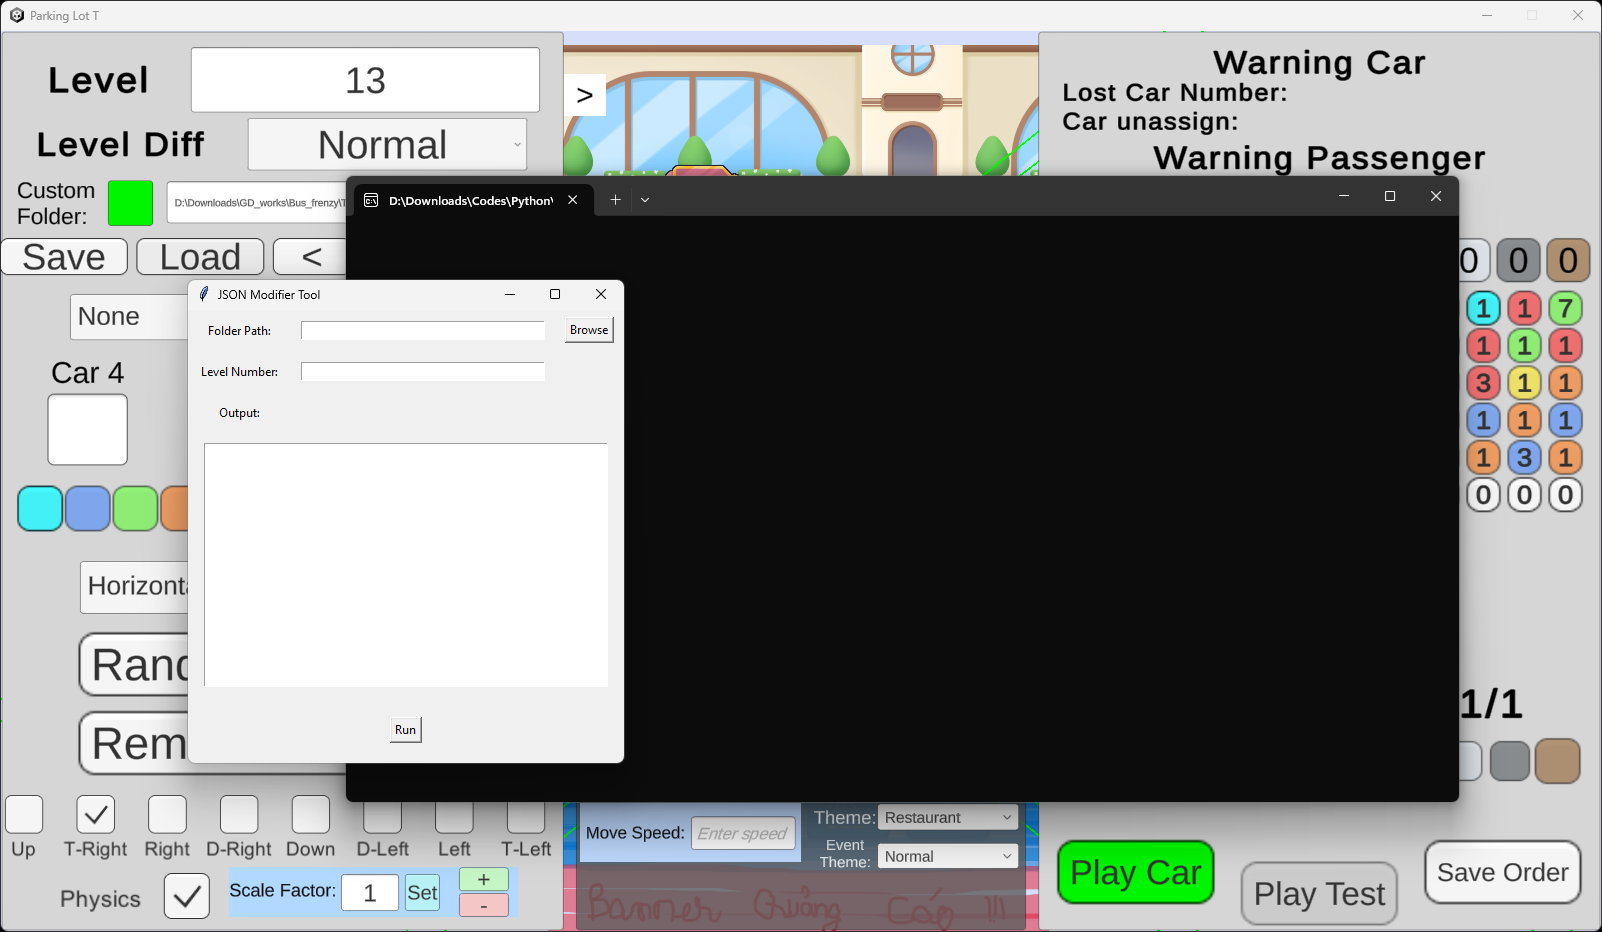 Parking Lot T
Level
13
>
Level Diff
Normal
Custom
Folder:
D:\Downloads\GD_works\Bus_frenzy\T
Save
Load
<
None
Car 4
Horizonta
Rand
Rem
Up
T-Right
Right
D-Right
Down
D-Left
Left
T-Left
Physics
Scale Factor:
1
Set
+
-
D:\Downloads\Codes\Python\
JSON Modifier Tool
Folder Path:
Browse
Level Number:
Output:
Run
Move Speed:
Enter speed
Theme:
Restaurant
Event
Theme:
Normal
Banner Quảng Cáo !!!
Warning Car
Lost Car Number:
Car unassign:
Warning Passenger
0 0 0
1 1 7
1 1 1
3 1 1
1 1 1
1 3 1
0 0 0
1/1
Play Car
Play Test
Save Order